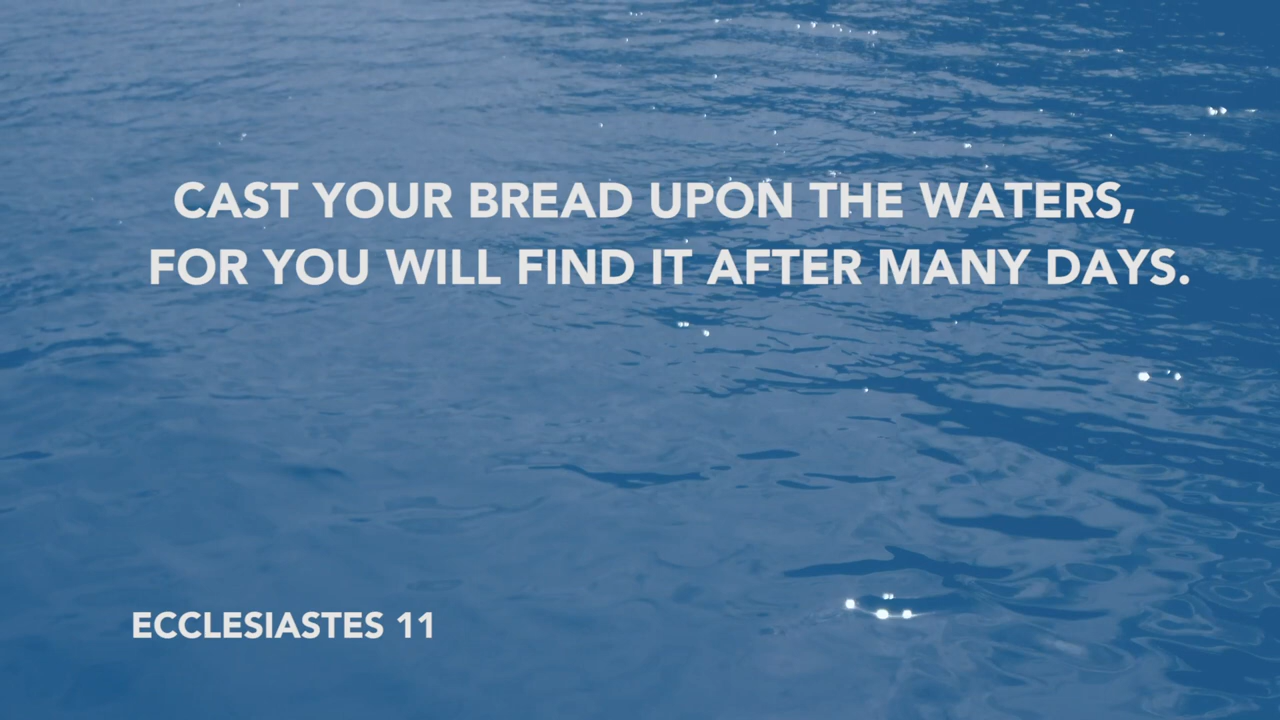 CAST YOUR BREAD UPON THE WATERS,
FOR YOU WILL FIND IT AFTER MANY DAYS.
ECCLESIASTES 11